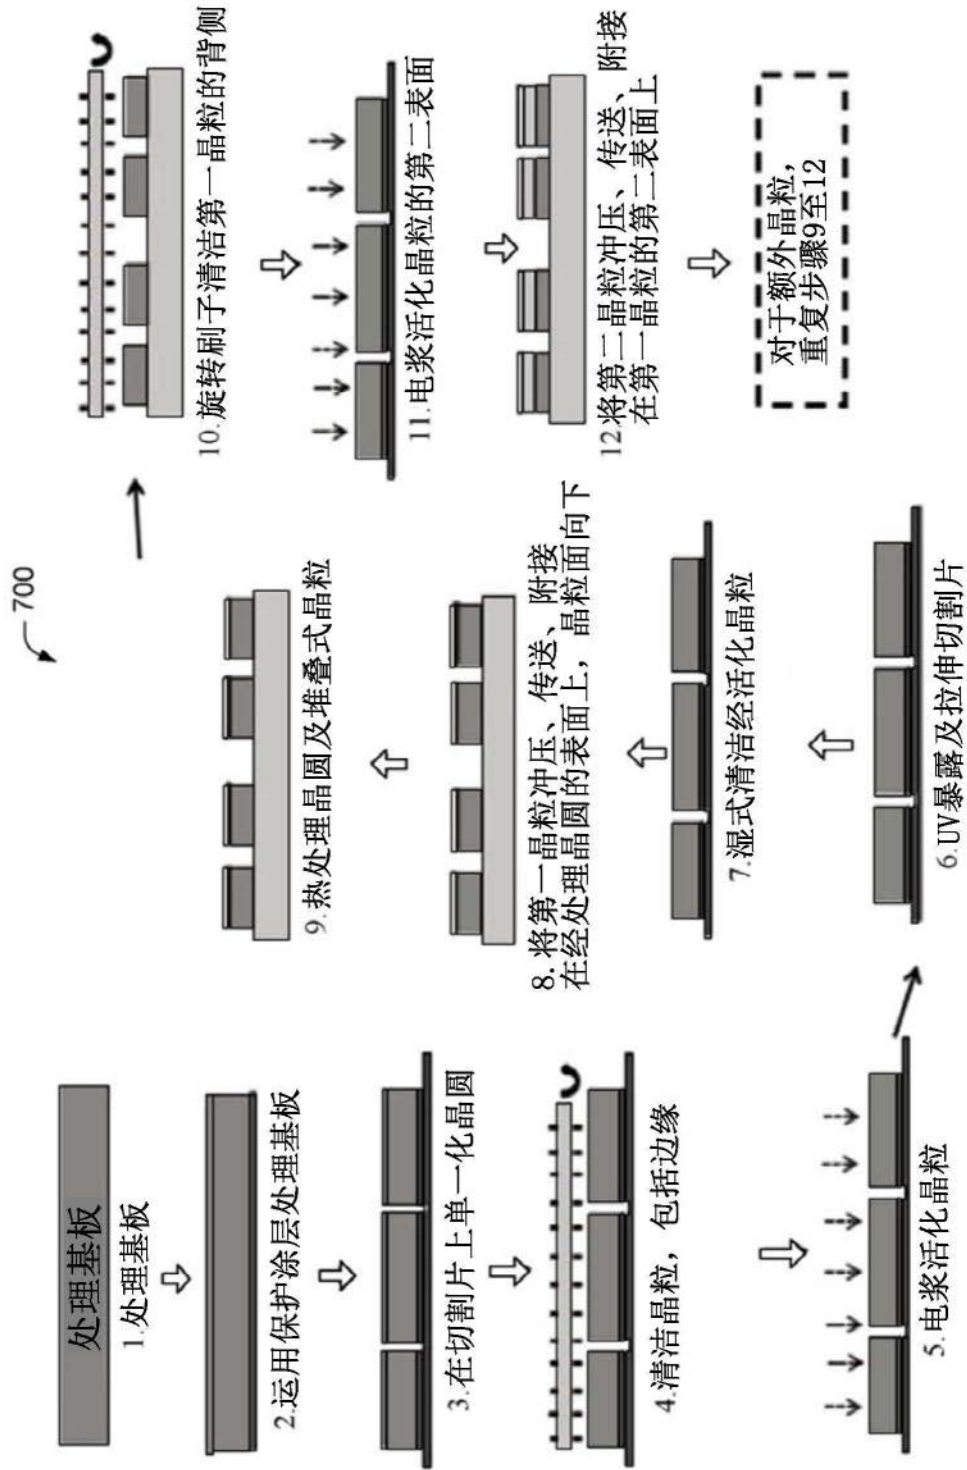 700
处理基板
1.处理基板
2.运用保护涂层处理基板
3.在切割片上单一化晶圆
4.清洁晶粒，包括边缘
5.电浆活化晶粒
6.UV暴露及拉伸切割片
7.湿式清洁经活化晶粒
8.将第一晶粒冲压、传送、附接
在经处理晶圆的表面上，晶粒面向下
9.热处理晶圆及堆叠式晶粒
10.旋转刷子清洁第一晶粒的背侧
11.电浆活化晶粒的第二表面
12.将第二晶粒冲压、传送、附接
在第一晶粒的第二表面上
对于额外晶粒，
重复步骤9至12